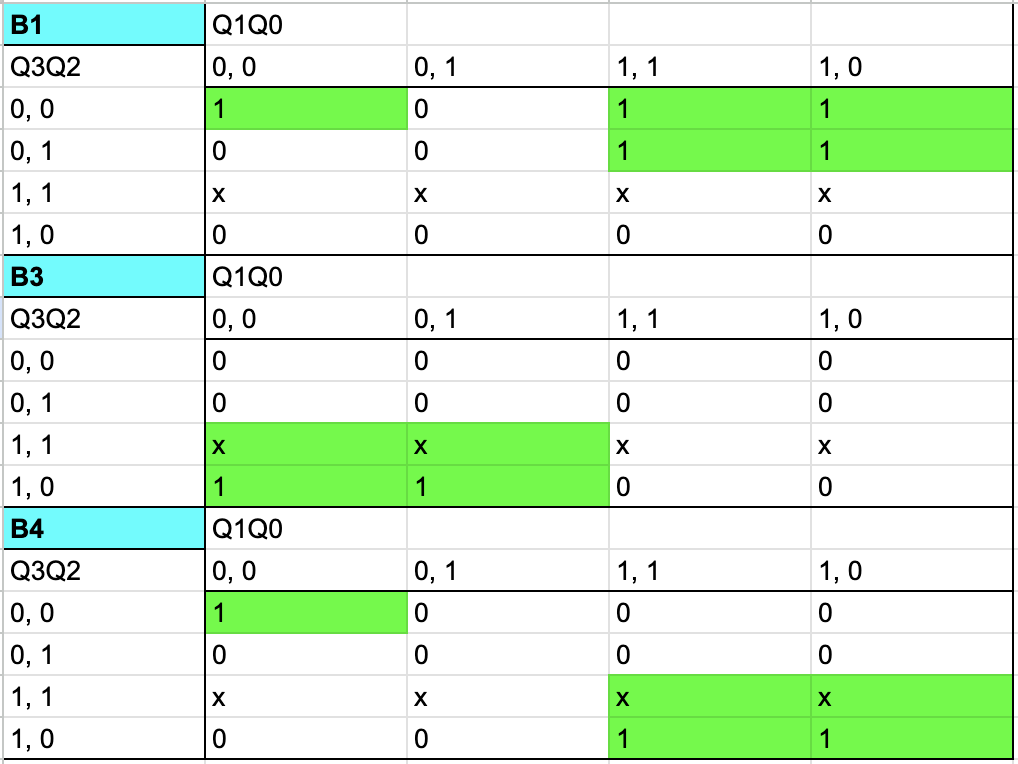 B1 Q1Q0
Q3Q2 0, 0 0, 1 1, 1 1, 0
0, 0 1 0 1 1
0, 1 0 0 1 1
1, 1 x x x x
1, 0 0 0 0 0
B3 Q1Q0
Q3Q2 0, 0 0, 1 1, 1 1, 0
0, 0 0 0 0 0
0, 1 0 0 0 0
1, 1 x x x x
1, 0 1 1 0 0
B4 Q1Q0
Q3Q2 0, 0 0, 1 1, 1 1, 0
0, 0 1 0 0 0
0, 1 0 0 0 0
1, 1 x x x x
1, 0 0 0 1 1